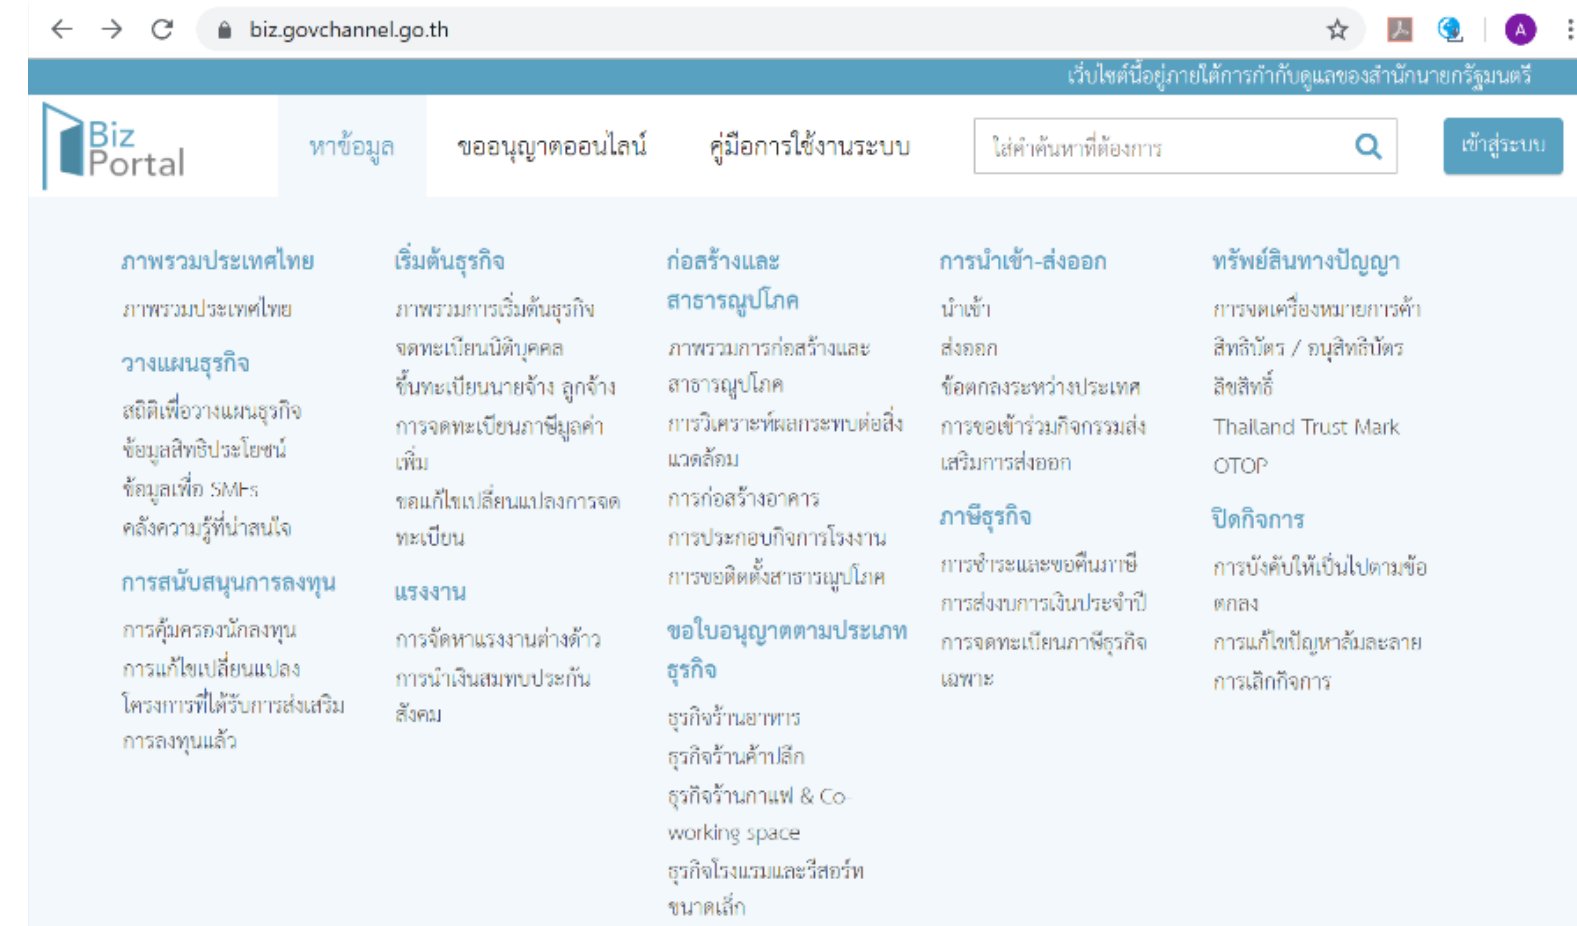 biz.govchannel.go.th
A
เว็บไซต์นี้อยู่ภายใต้การกำกับดูแลของสำนักนายกรัฐมนตรี
Biz
Portal
หาข้อมูล
ขออนุญาตออนไลน์
คู่มือการใช้งานระบบ
ใส่คำค้นหาที่ต้องการ
เข้าสู่ระบบ
ภาพรวมประเทศไทย
ภาพรวมประเทศไทย
วางแผนธุรกิจ
สถิติเพื่อวางแผนธุรกิจ
ข้อมูลสิทธิประโยชน์
ข้อมูลเพื่อ SMEs
คลังความรู้ที่น่าสนใจ
การสนับสนุนการลงทุน
การคุ้มครองนักลงทุน
การแก้ไขเปลี่ยนแปลง
โครงการที่ได้รับการส่งเสริม
การลงทุนแล้ว
เริ่มต้นธุรกิจ
ภาพรวมการเริ่มต้นธุรกิจ
จดทะเบียนนิติบุคคล
ขึ้นทะเบียนนายจ้าง ลูกจ้าง
การจดทะเบียนภาษีมูลค่า
เพิ่ม
ขอแก้ไขเปลี่ยนแปลงการจด
ทะเบียน
แรงงาน
การจัดหาแรงงานต่างด้าว
การนำเงินสมทบประกัน
สังคม
ก่อสร้างและ
สาธารณูปโภค
ภาพรวมการก่อสร้างและ
สาธารณูปโภค
การวิเคราะห์ผลกระทบต่อสิ่ง
แวดล้อม
การก่อสร้างอาคาร
การประกอบกิจการโรงงาน
การขอติดตั้งสาธารณูปโภค
ขอใบอนุญาตตามประเภท
ธุรกิจ
ธุรกิจร้านอาหาร
ธุรกิจร้านค้าปลีก
ธุรกิจร้านกาแฟ & Co-
working space
ธุรกิจโรงแรมและรีสอร์ท
ขนาดเล็ก
การนำเข้า-ส่งออก
นำเข้า
ส่งออก
ข้อตกลงระหว่างประเทศ
การขอเข้าร่วมกิจกรรมส่ง
เสริมการส่งออก
ภาษีธุรกิจ
การชำระและขอคืนภาษี
การส่งงบการเงินประจำปี
การจดทะเบียนภาษีธุรกิจ
เฉพาะ
ทรัพย์สินทางปัญญา
การจดเครื่องหมายการค้า
สิทธิบัตร / อนุสิทธิบัตร
ลิขสิทธิ์
Thailand Trust Mark
OTOP
ปิดกิจการ
การบังคับให้เป็นไปตามข้อ
ตกลง
การแก้ไขปัญหาล้มละลาย
การเลิกกิจการ